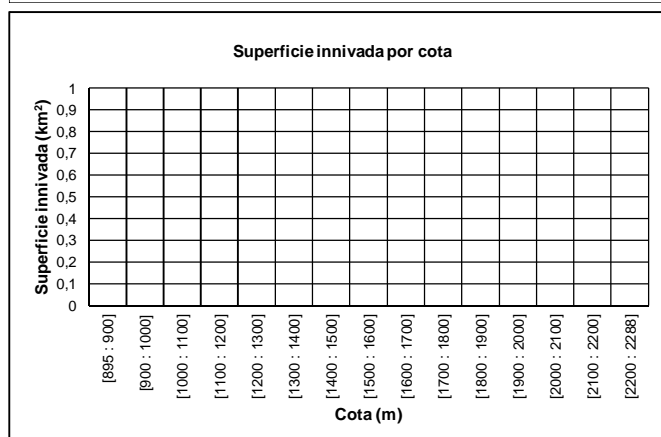 Superficie innivada por cota
Superficie innivada (km²)
1
0,9
0,8
0,7
0,6
0,5
0,4
0,3
0,2
0,1
0
[895 : 900]
[900 : 1000]
[1000 : 1100]
[1100 : 1200]
[1200 : 1300]
[1300 : 1400]
[1400 : 1500]
[1500 : 1600]
[1600 : 1700]
[1700 : 1800]
[1800 : 1900]
[1900 : 2000]
[2000 : 2100]
[2100 : 2200]
[2200 : 2288]
Cota (m)